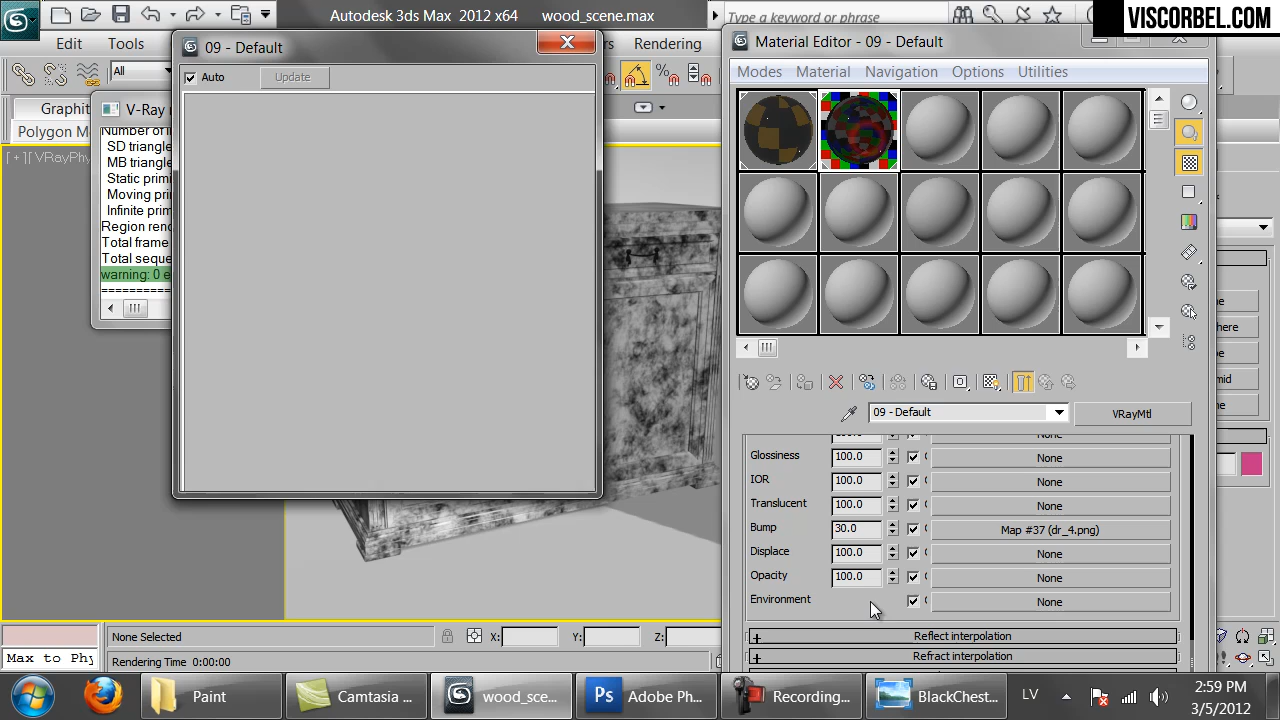 Autodesk 3ds Max 2012 x64 wood_scene.max
Type a keyword or phrase
VISCORBEL.COM
Edit Tools
Rendering
09 - Default
Material Editor - 09 - Default
Auto Update
Modes Material Navigation Options Utilities
All
Graphit
V-Ray
Polygon M
Number of
SD triangle
MB triangle
Static prim
Moving prim
Infinite prim
Region ren
Total frame
Total seque
warning: 0 e
[ + ] [ VRayPhy
09 - Default VRayMtl
Glossiness 100.0 None
IOR 100.0 None
Translucent 100.0 None
Bump 30.0 Map #37 (dr_4.png)
Displace 100.0 None
Opacity 100.0 None
Environment None
Reflect interpolation
Refract interpolation
None Selected X: Y: Z:
Max to Phy Rendering Time 0:00:00
Paint Camtasia ... wood_sce... Adobe Ph... Recording... BlackChest... LV 2:59 PM
3/5/2012